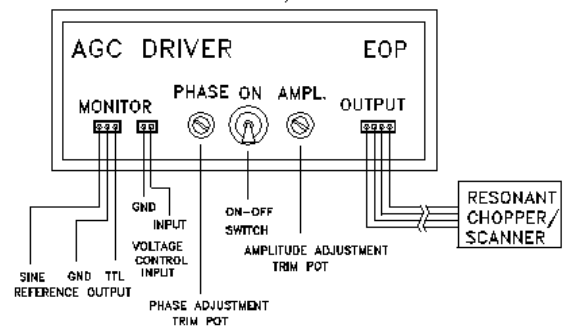 AGC DRIVER EOP
MONITOR PHASE ON AMPL. OUTPUT
GND
INPUT
VOLTAGE
CONTROL
INPUT
ON-OFF
SWITCH
AMPLITUDE ADJUSTMENT
TRIM POT
RESONANT
CHOPPER/
SCANNER
SINE GND TTL
REFERENCE OUTPUT
PHASE ADJUSTMENT
TRIM POT